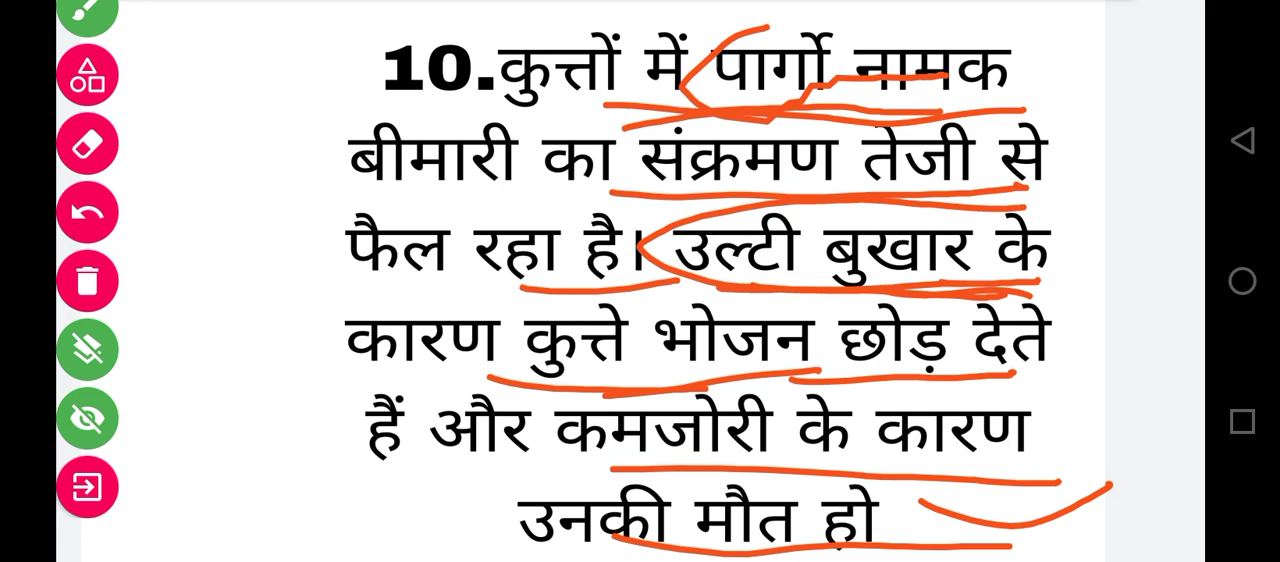 10.कुत्तों में पार्गो नामक
बीमारी का संक्रमण तेजी से
फैल रहा है। उल्टी बुखार के
कारण कुत्ते भोजन छोड़ देते
हैं और कमजोरी के कारण
उनकी मौत हो